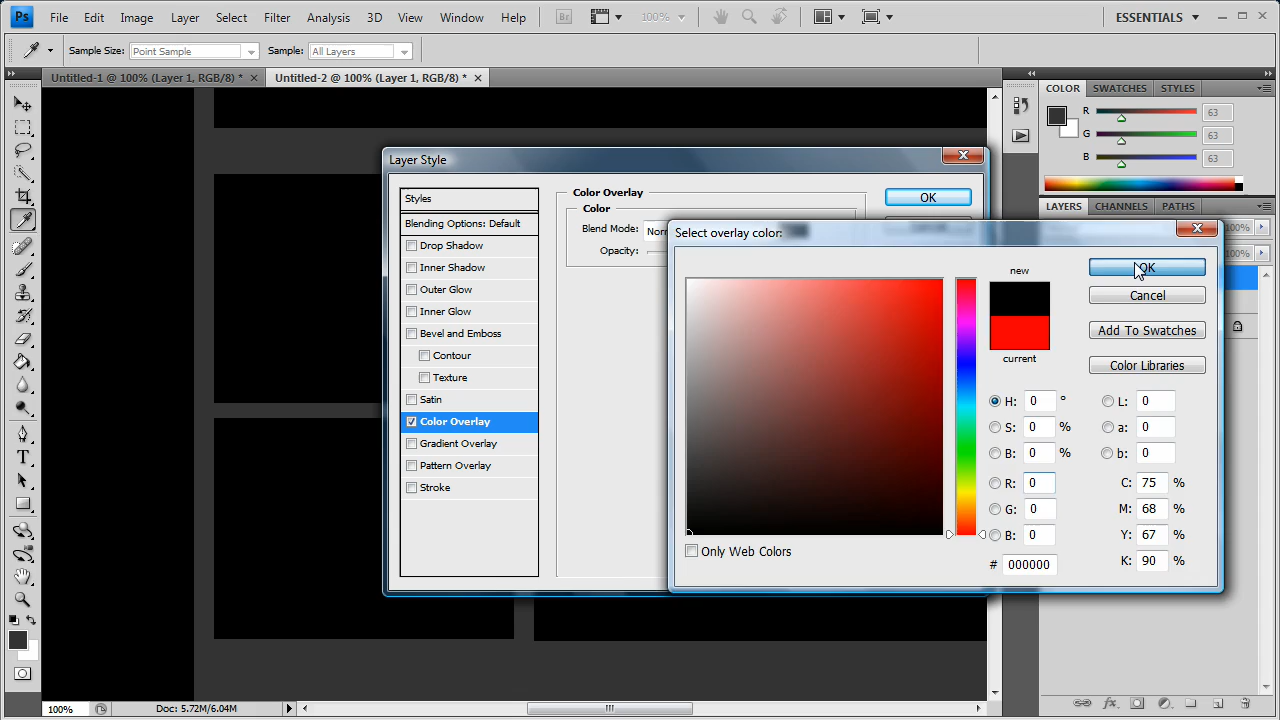 Ps File Edit Image Layer Select Filter Analysis 3D View Window Help Br 100% ESSENTIALS
Sample Size: Point Sample Sample: All Layers
Untitled-1 @ 100% (Layer 1, RGB/8) * Untitled-2 @ 100% (Layer 1, RGB/8) *
COLOR SWATCHES STYLES
R 63
G 63
B 63
LAYERS CHANNELS PATHS
100%
100%
Layer Style
Styles
Blending Options: Default
Drop Shadow
Inner Shadow
Outer Glow
Inner Glow
Bevel and Emboss
Contour
Texture
Satin
Color Overlay
Gradient Overlay
Pattern Overlay
Stroke
Color Overlay
Color
Blend Mode:
Opacity:
OK
Select overlay color:
new
current
OK
Cancel
Add To Swatches
Color Libraries
H: 0 ° L: 0
S: 0 % a: 0
B: 0 % b: 0
R: 0 C: 75 %
G: 0 M: 68 %
B: 0 Y: 67 %
# 000000 K: 90 %
Only Web Colors
T
fx
100% Doc: 5.72M/6.04M